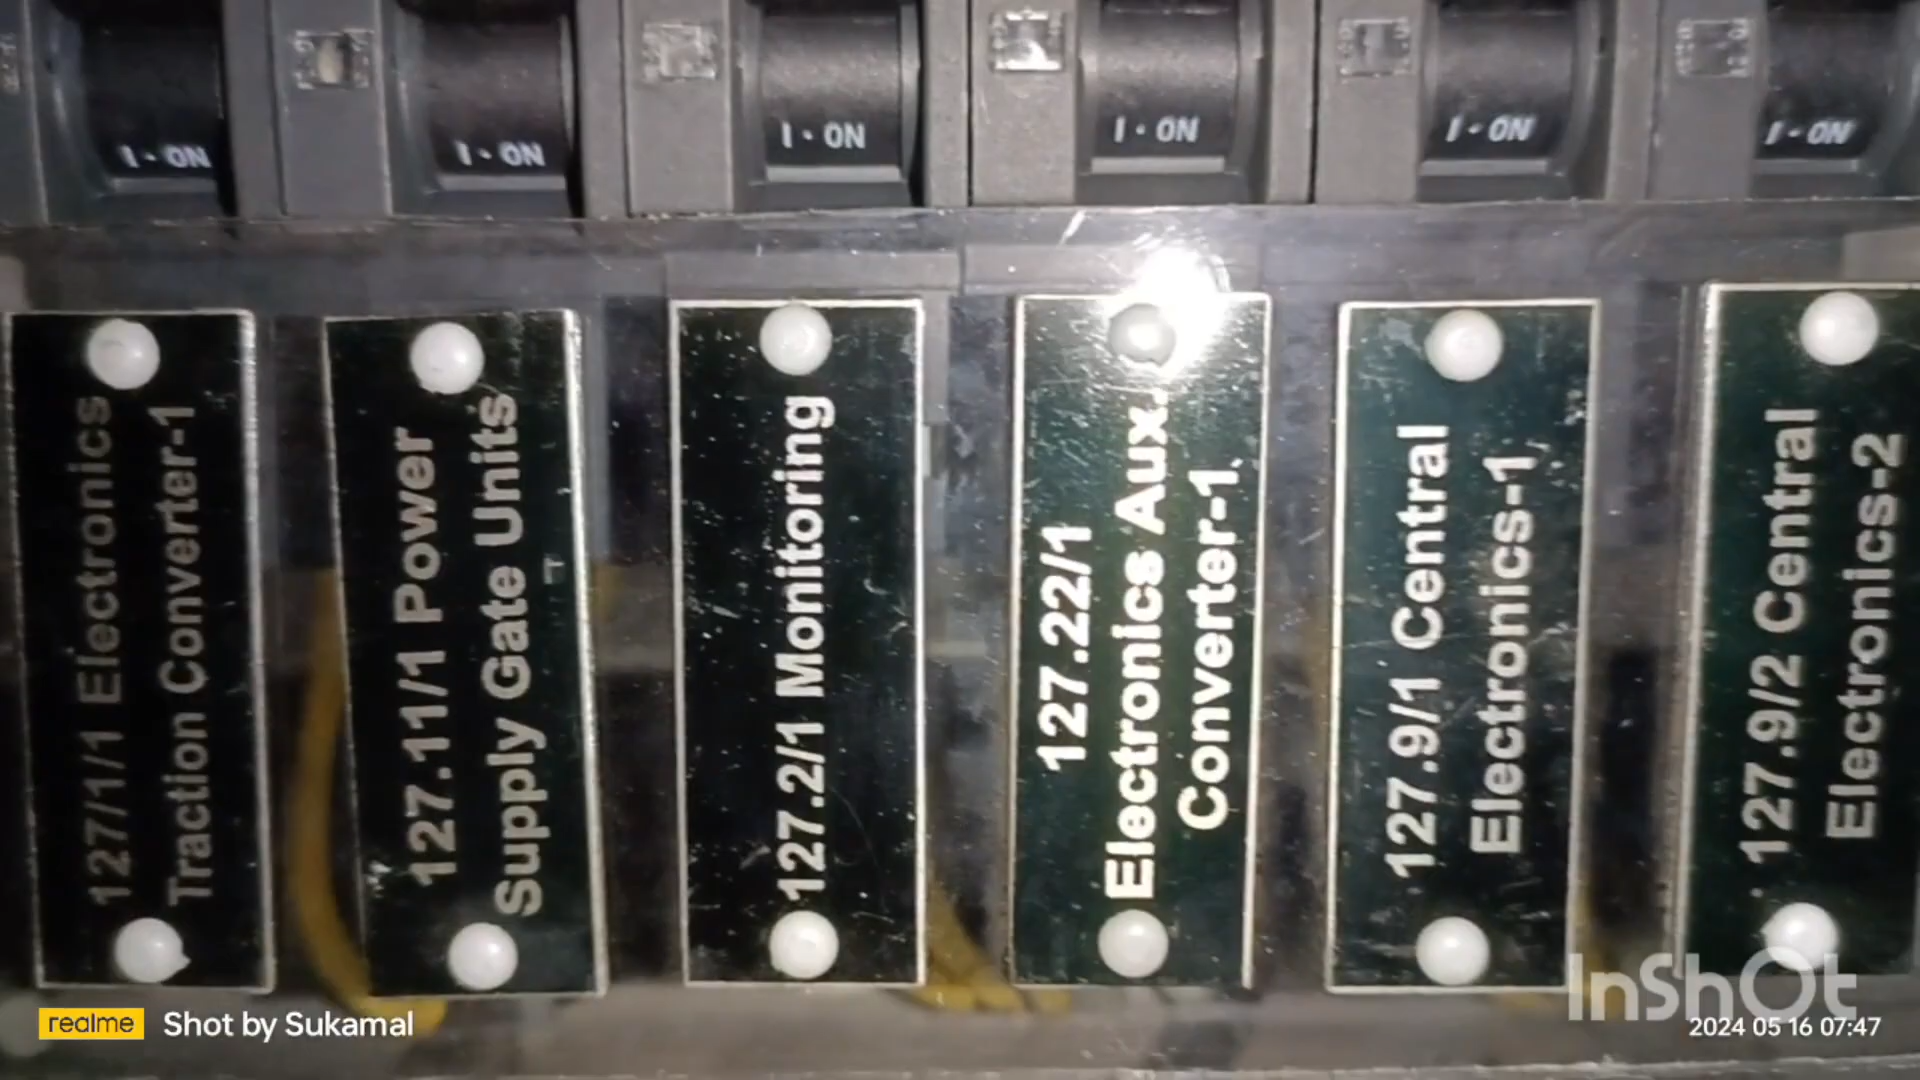 I - ON
I - ON
I - ON
I - ON
I - ON
I - ON
127/1/1 Electronics
Traction Converter-1
127.11/1 Power
Supply Gate Units
127.2/1 Monitoring
127.22/1
Electronics Aux.
Converter-1
127.9/1 Central
Electronics-1
127.9/2 Central
Electronics-2
realme
Shot by Sukamal
InShOt
2024 05 16 07:47